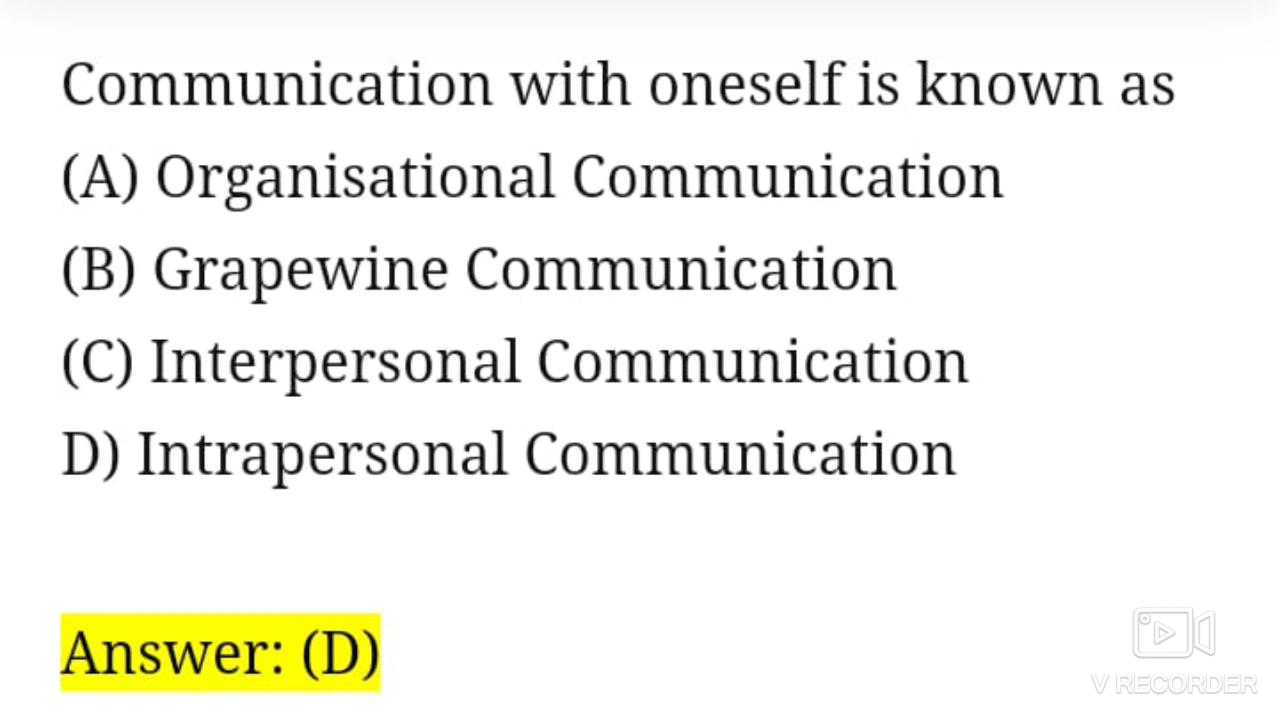 Communication with oneself is known as
(A) Organisational Communication
(B) Grapewine Communication
(C) Interpersonal Communication
D) Intrapersonal Communication
Answer: (D)
V RECORDER